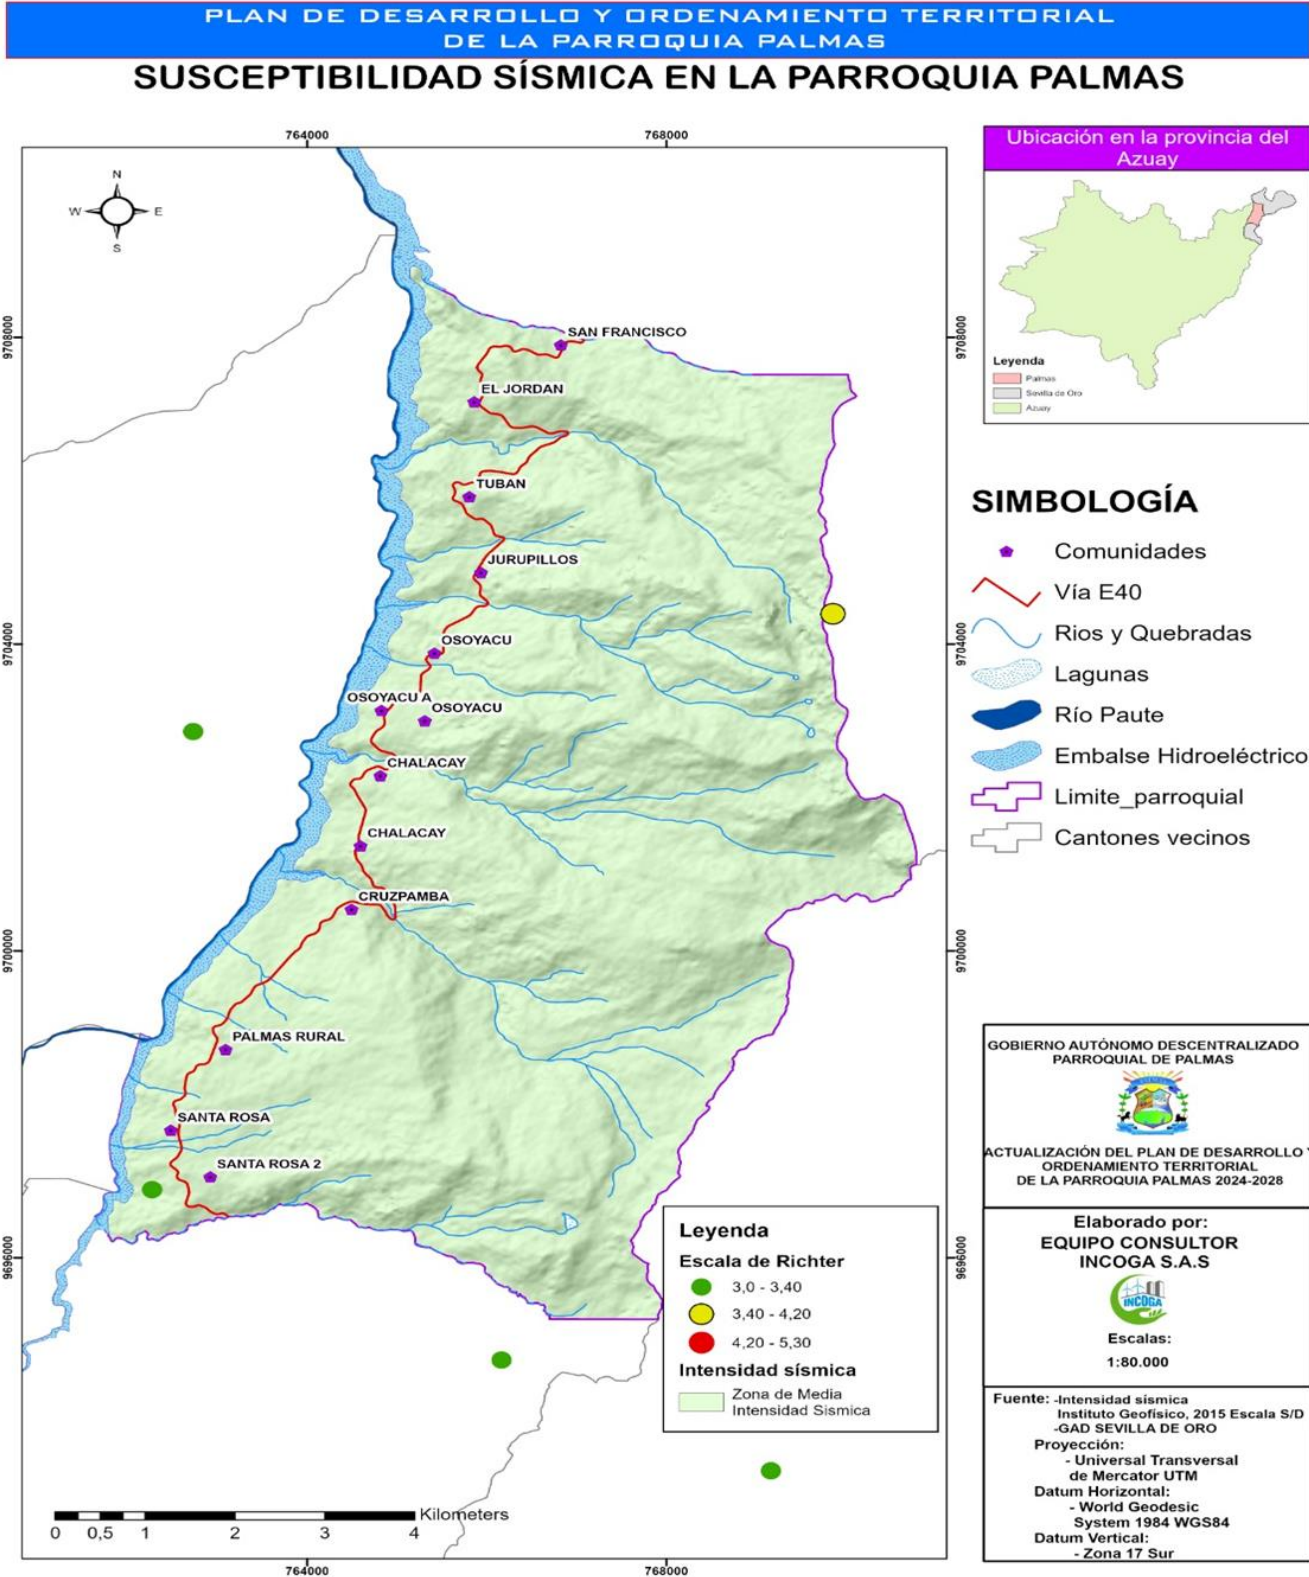 PLAN DE DESARROLLO Y ORDENAMIENTO TERRITORIAL
DE LA PARROQUIA PALMAS
SUSCEPTIBILIDAD SÍSMICA EN LA PARROQUIA PALMAS
764000
768000
N
W
E
S
9708000
9704000
9700000
9696000
SAN FRANCISCO
EL JORDAN
TUBAN
JURUPILLOS
OSOYACU
OSOYACU A
OSOYACU
CHALACAY
CHALACAY
CRUZPAMBA
PALMAS RURAL
SANTA ROSA
SANTA ROSA 2
9708000
9704000
9700000
9696000
Leyenda
Escala de Richter
3,0 - 3,40
3,40 - 4,20
4,20 - 5,30
Intensidad sísmica
Zona de Media
Intensidad Sismica
Kilometers
0 0,5 1 2 3 4
764000
768000
Ubicación en la provincia del
Azuay
Leyenda
Palmas
Sevilla de Oro
Azuay
SIMBOLOGÍA
Comunidades
Vía E40
Rios y Quebradas
Lagunas
Río Paute
Embalse Hidroeléctrico
Limite_parroquial
Cantones vecinos
GOBIERNO AUTÓNOMO DESCENTRALIZADO
PARROQUIAL DE PALMAS
ACTUALIZACIÓN DEL PLAN DE DESARROLLO Y
ORDENAMIENTO TERRITORIAL
DE LA PARROQUIA PALMAS 2024-2028
Elaborado por:
EQUIPO CONSULTOR
INCOGA S.A.S
INCOGA
Escalas:
1:80.000
Fuente: -Intensidad sísmica
Instituto Geofísico, 2015 Escala S/D
-GAD SEVILLA DE ORO
Proyección:
- Universal Transversal
de Mercator UTM
Datum Horizontal:
- World Geodesic
System 1984 WGS84
Datum Vertical:
- Zona 17 Sur